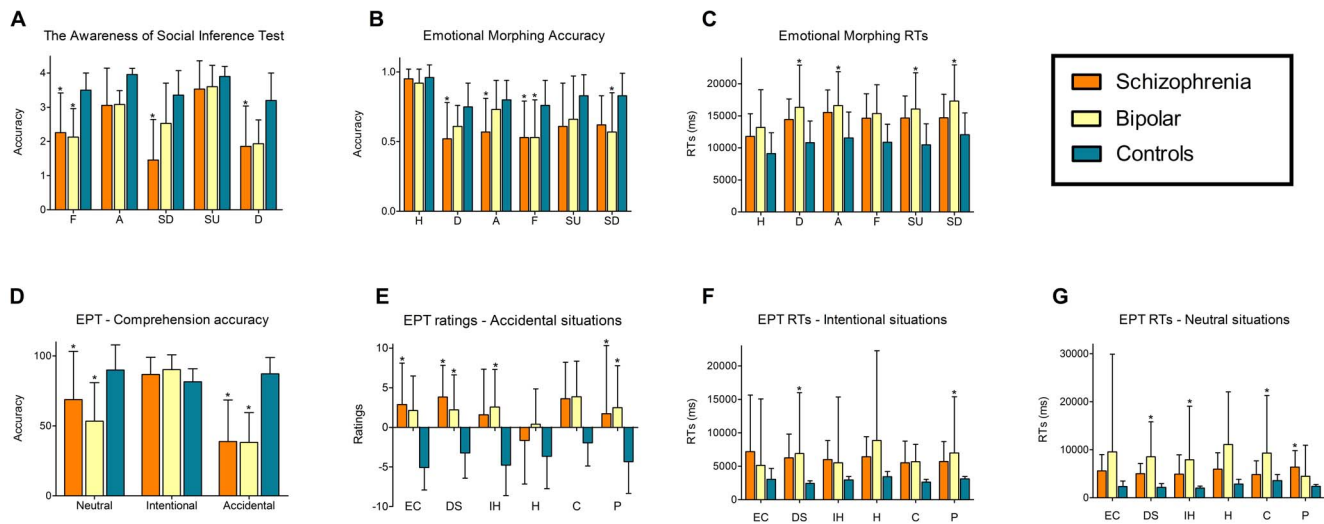 A
The Awareness of Social Inference Test
Accuracy
4
3
2
1
0
* * * *
F A SD SU D
B
Emotional Morphing Accuracy
Accuracy
1.0
0.5
0.0
* * * * *
H D A F SU SD
C
Emotional Morphing RTs
RTs (ms)
20000
15000
10000
5000
0
* * * *
H D A F SU SD
Schizophrenia
Bipolar
Controls
D
EPT - Comprehension accuracy
Accuracy
100
50
0
* * * *
Neutral Intentional Accidental
E
EPT ratings - Accidental situations
Ratings
10
5
0
-5
-10
* * * * * *
EC DS IH H C P
F
EPT RTs - Intentional situations
RTs (ms)
20000
15000
10000
5000
0
* *
EC DS IH H C P
G
EPT RTs - Neutral situations
RTs (ms)
30000
20000
10000
0
* * * *
EC DS IH H C P